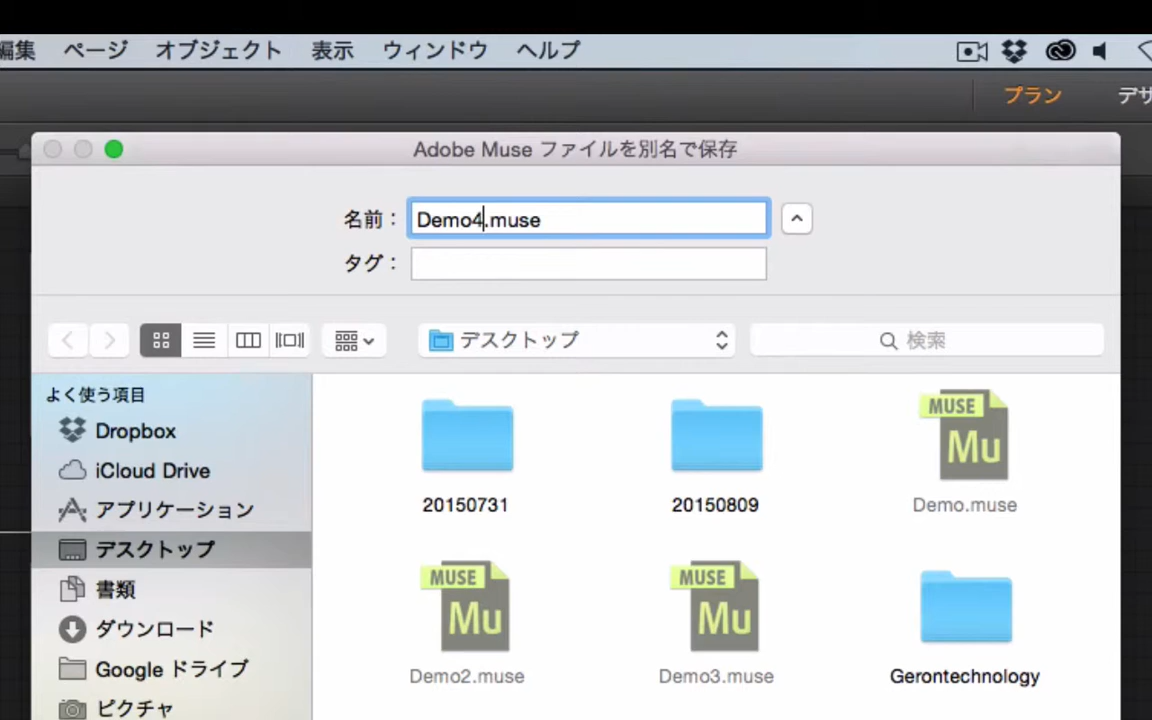 編集 ページ オブジェクト 表示 ウィンドウ ヘルプ
プラン デザ
Adobe Muse ファイルを別名で保存
名前： Demo4.muse
タグ：
デスクトップ 検索
よく使う項目
Dropbox
iCloud Drive
アプリケーション
デスクトップ
書類
ダウンロード
Google ドライブ
ピクチャ
MUSE
Mu
20150731 20150809 Demo.muse
MUSE MUSE
Mu Mu
Demo2.muse Demo3.muse Gerontechnology